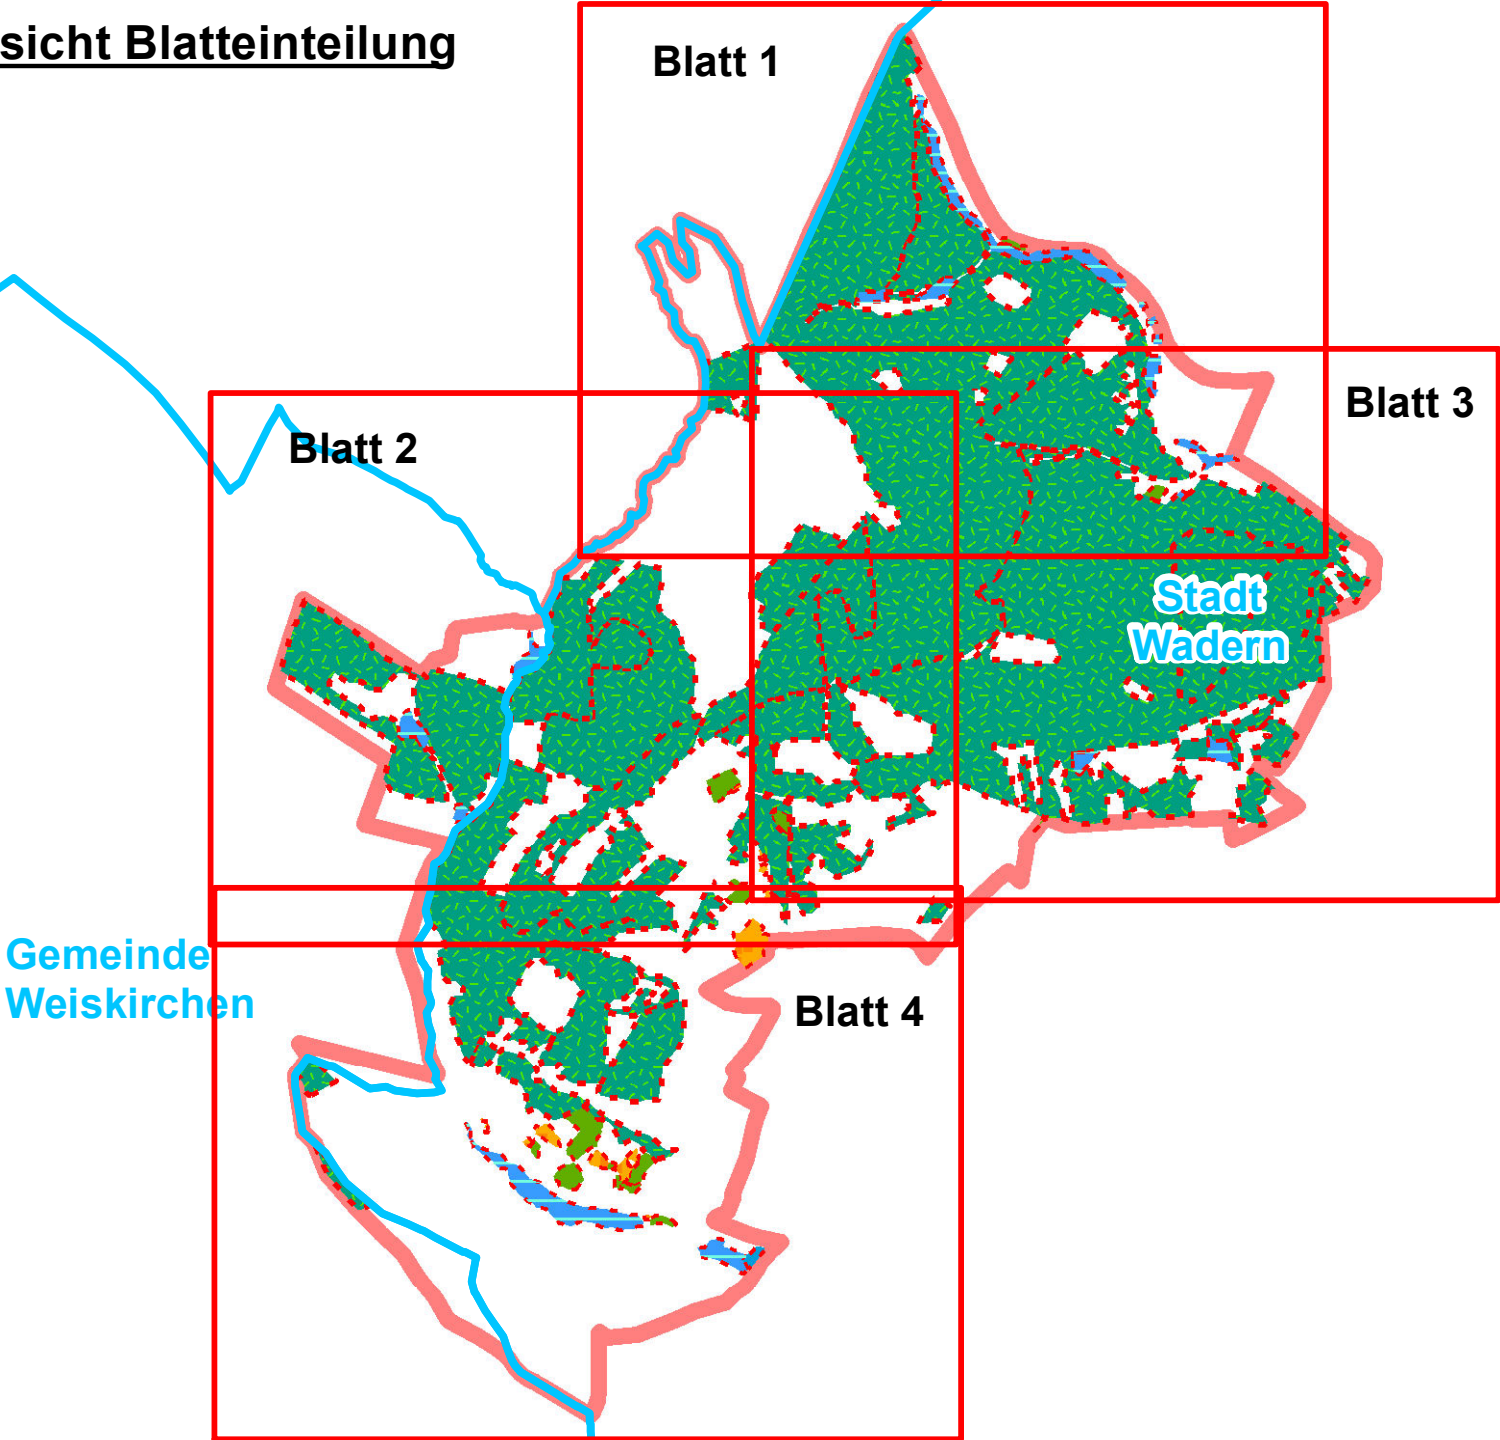 sicht Blatteinteilung
Blatt 1
Blatt 3
Blatt 2
Stadt
Wadern
Gemeinde
Weiskirchen
Blatt 4